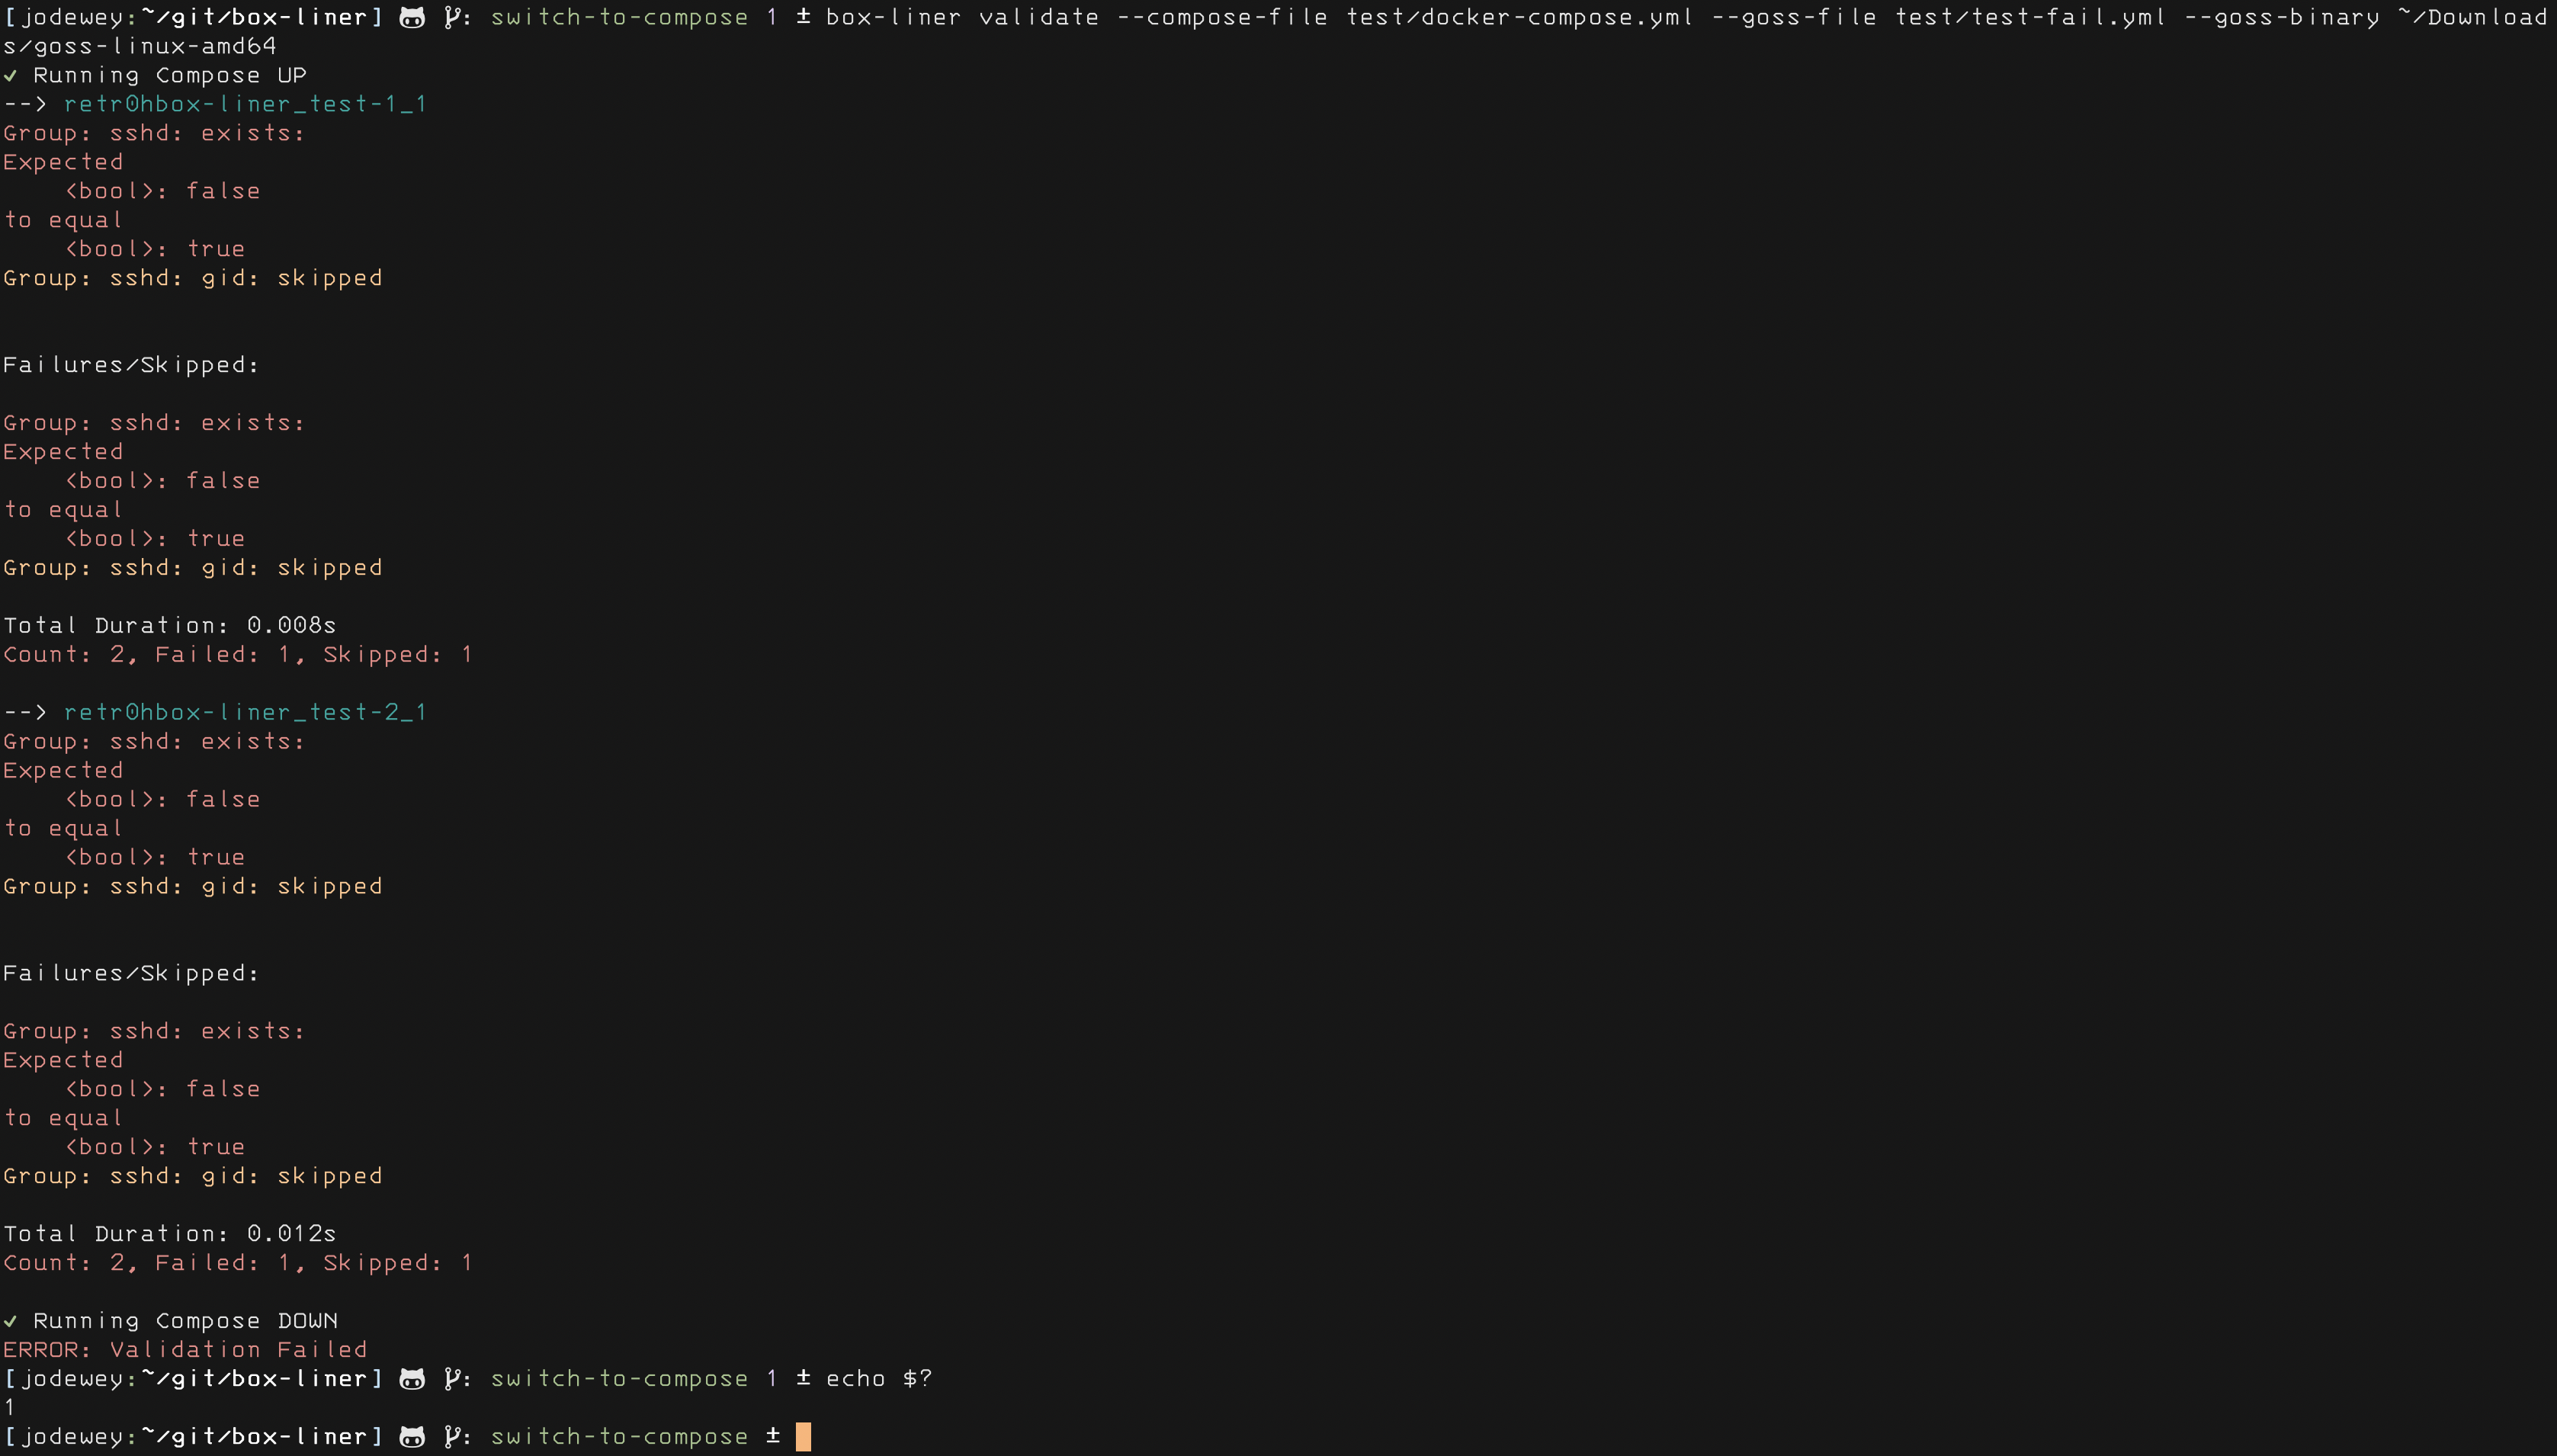 [jodewey:~/git/box-liner] : switch-to-compose 1 ± box-liner validate --compose-file test/docker-compose.yml --goss-file test/test-fail.yml --goss-binary ~/Download
s/goss-linux-amd64
✓ Running Compose UP
--> retr0hbox-liner_test-1_1
Group: sshd: exists:
Expected
    <bool>: false
to equal
    <bool>: true
Group: sshd: gid: skipped
Failures/Skipped:
Group: sshd: exists:
Expected
    <bool>: false
to equal
    <bool>: true
Group: sshd: gid: skipped
Total Duration: 0.008s
Count: 2, Failed: 1, Skipped: 1
--> retr0hbox-liner_test-2_1
Group: sshd: exists:
Expected
    <bool>: false
to equal
    <bool>: true
Group: sshd: gid: skipped
Failures/Skipped:
Group: sshd: exists:
Expected
    <bool>: false
to equal
    <bool>: true
Group: sshd: gid: skipped
Total Duration: 0.012s
Count: 2, Failed: 1, Skipped: 1
✓ Running Compose DOWN
ERROR: Validation Failed
[jodewey:~/git/box-liner] : switch-to-compose 1 ± echo $?
1
[jodewey:~/git/box-liner] : switch-to-compose ±